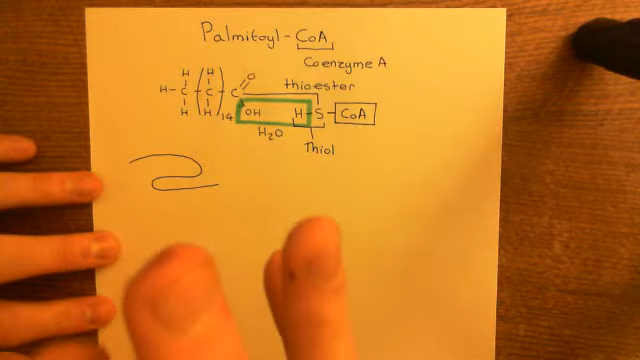 Palmitoyl-CoA
Coenzyme A
H H O
H-C-(C)-C thioester
H H 14 OH H-S-CoA
H2O
Thiol